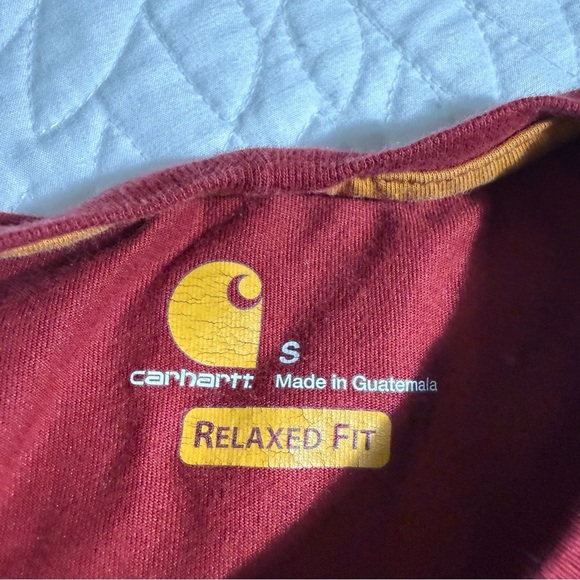 S
carhartt Made in Guatemala
RELAXED FIT